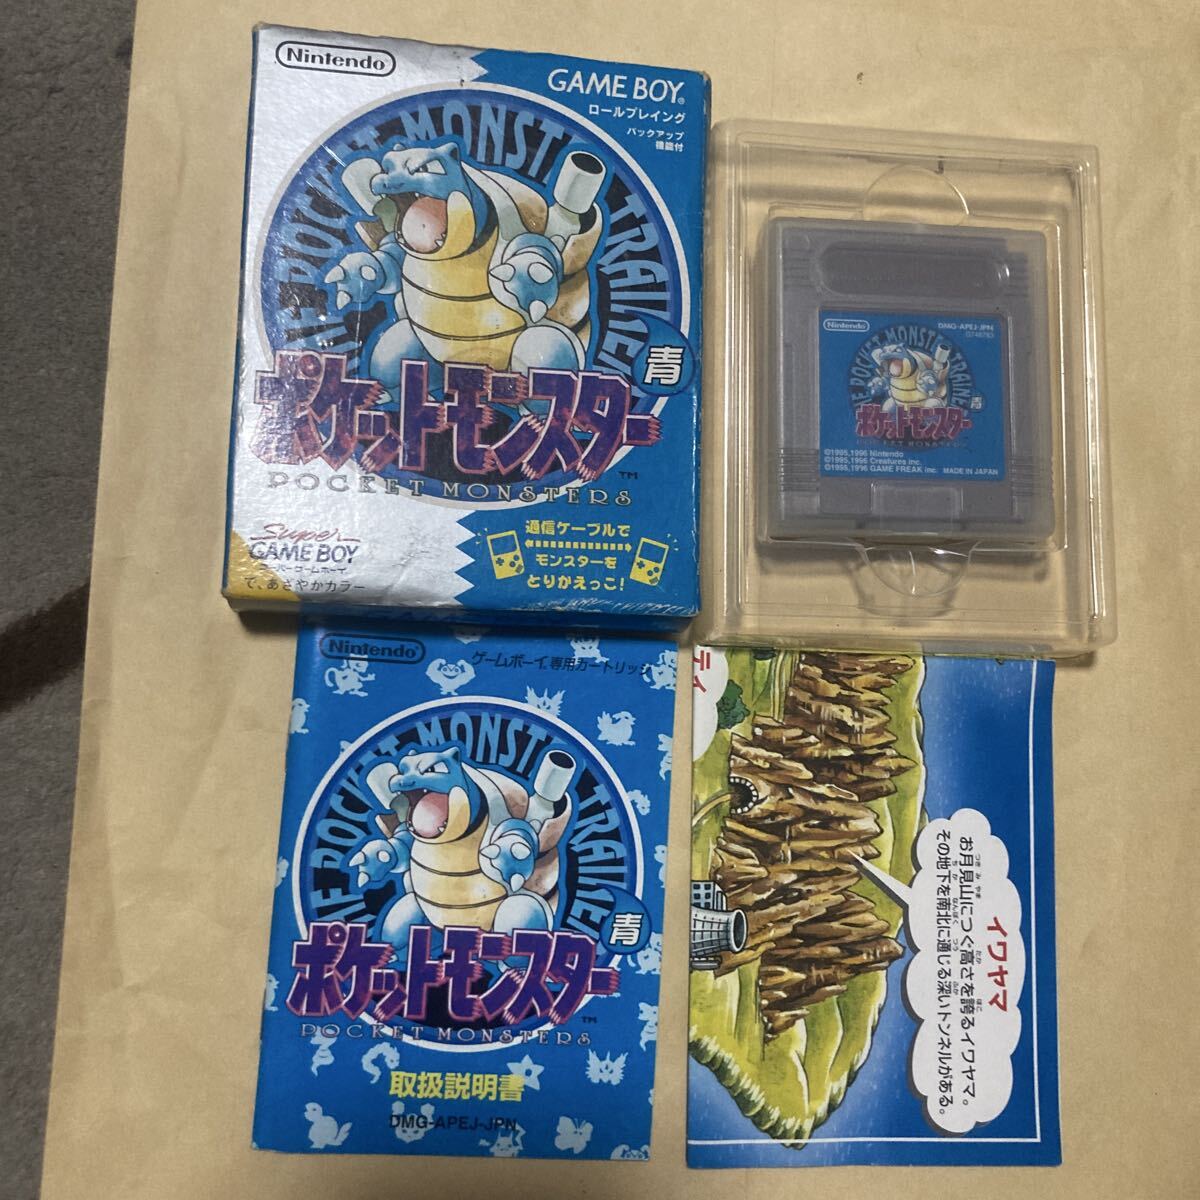 Nintendo
GAME BOY®
ロールプレイング
バックアップ
機能付
THE POCKET MONSTER TRAINER
青
ポケットモンスター
TM
POCKET MONSTERS
Super
GAME BOY
スーパーゲームボーイ
で、あざやかカラー
通信ケーブルで
モンスターを
とりかえっこ!
Nintendo
DMG-APEJ-JPN
THE POCKET MONSTER TRAINER
青
ポケットモンスター
POCKET MONSTERS
©1995,1996 Nintendo
©1995,1996 Creatures inc.
©1995,1996 GAME FREAK inc. MADE IN JAPAN
Nintendo
ゲームボーイ専用カートリッジ
THE POCKET MONSTER TRAINER
青
ポケットモンスター
TM
POCKET MONSTERS
取扱説明書
DMG-APEJ-JPN
ティ
イワヤマ
お月見山につぐ高さを誇るイワヤマ。
その地下を南北に通じる深いトンネルがある。